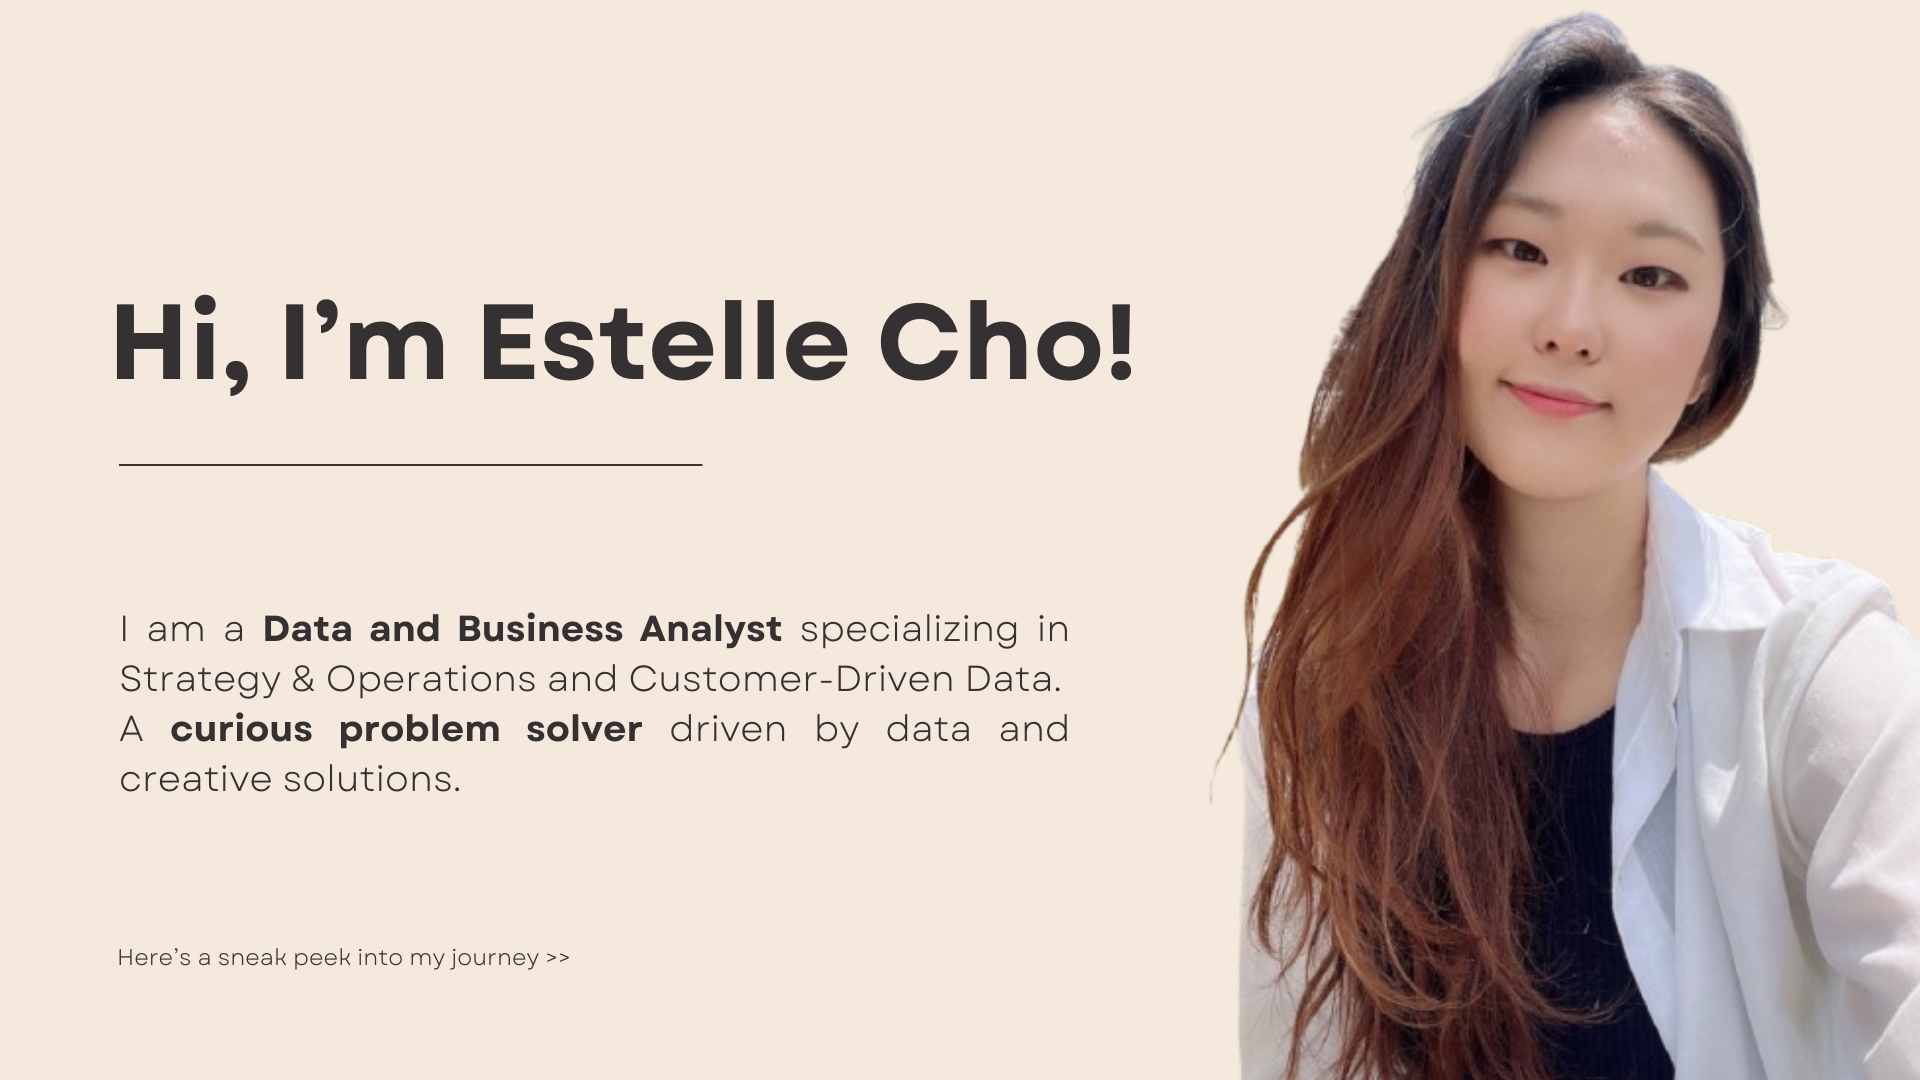 Hi, I’m Estelle Cho!
I am a Data and Business Analyst specializing in
Strategy & Operations and Customer-Driven Data.
A curious problem solver driven by data and
creative solutions.
Here’s a sneak peek into my journey >>